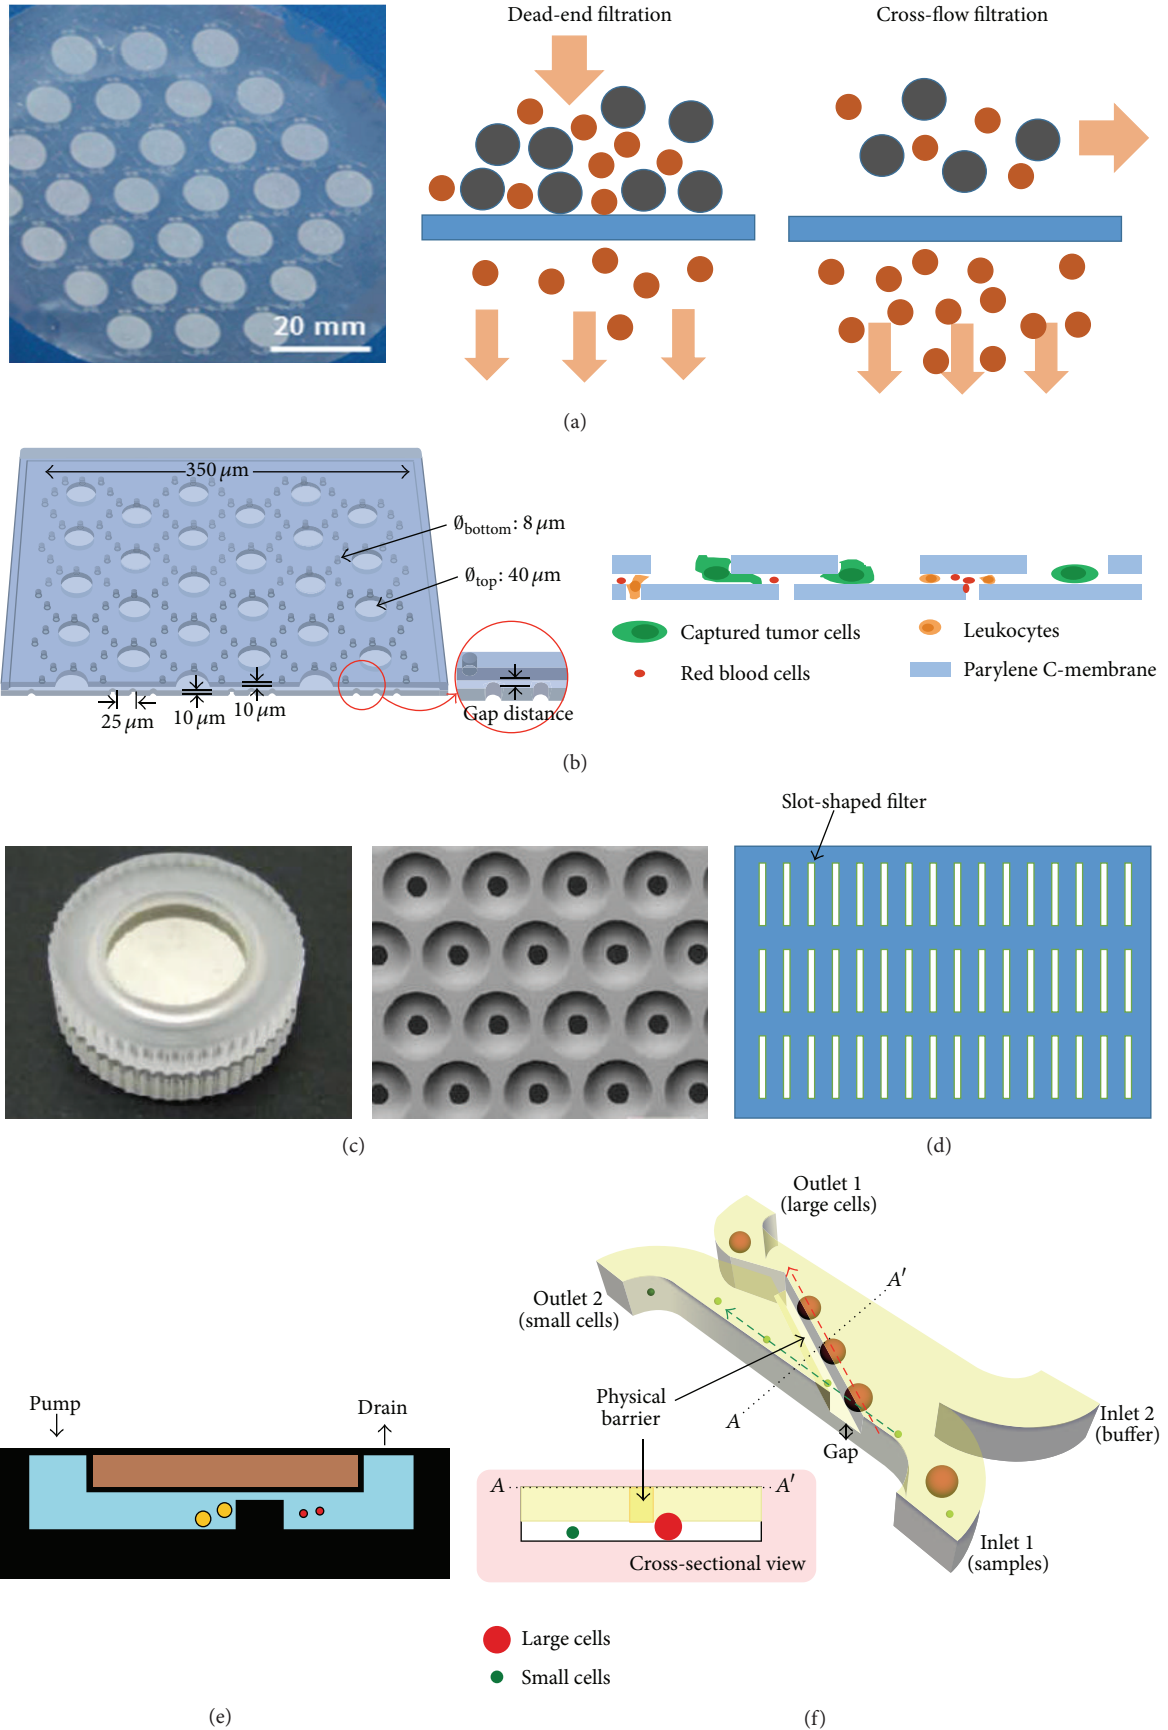 Dead-end filtration
Cross-flow filtration
20 mm
(a)
350 μm
Ø_bottom: 8 μm
Ø_top: 40 μm
25 μm
10 μm
10 μm
Gap distance
Captured tumor cells
Leukocytes
Red blood cells
Parylene C-membrane
(b)
Slot-shaped filter
(c)
(d)
Pump
Drain
(e)
Outlet 1
(large cells)
A′
Outlet 2
(small cells)
Physical
barrier
A
Gap
Inlet 2
(buffer)
A
A′
Inlet 1
(samples)
Cross-sectional view
Large cells
Small cells
(f)